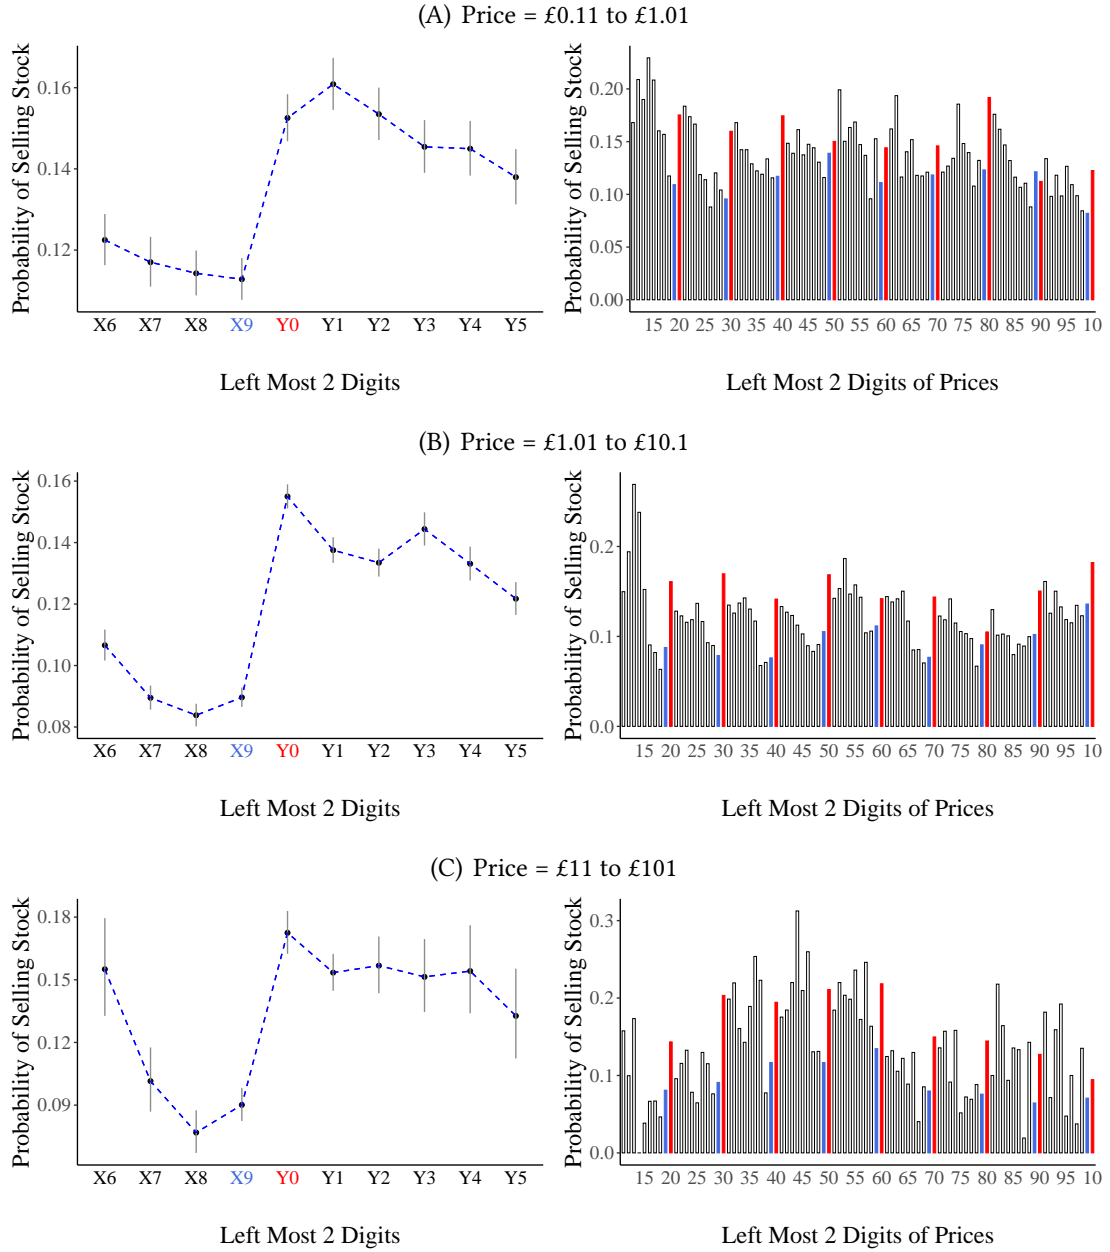 (A) Price = £0.11 to £1.01
Probability of Selling Stock
0.16
0.14
0.12
X6 X7 X8 X9 Y0 Y1 Y2 Y3 Y4 Y5
Left Most 2 Digits
Probability of Selling Stock
0.20
0.15
0.10
0.05
0.00
15 20 25 30 35 40 45 50 55 60 65 70 75 80 85 90 95 10
Left Most 2 Digits of Prices
(B) Price = £1.01 to £10.1
Probability of Selling Stock
0.16
0.14
0.12
0.10
0.08
X6 X7 X8 X9 Y0 Y1 Y2 Y3 Y4 Y5
Left Most 2 Digits
Probability of Selling Stock
0.2
0.1
0.0
15 20 25 30 35 40 45 50 55 60 65 70 75 80 85 90 95 10
Left Most 2 Digits of Prices
(C) Price = £11 to £101
Probability of Selling Stock
0.18
0.15
0.12
0.09
X6 X7 X8 X9 Y0 Y1 Y2 Y3 Y4 Y5
Left Most 2 Digits
Probability of Selling Stock
0.3
0.2
0.1
0.0
15 20 25 30 35 40 45 50 55 60 65 70 75 80 85 90 95 10
Left Most 2 Digits of Prices